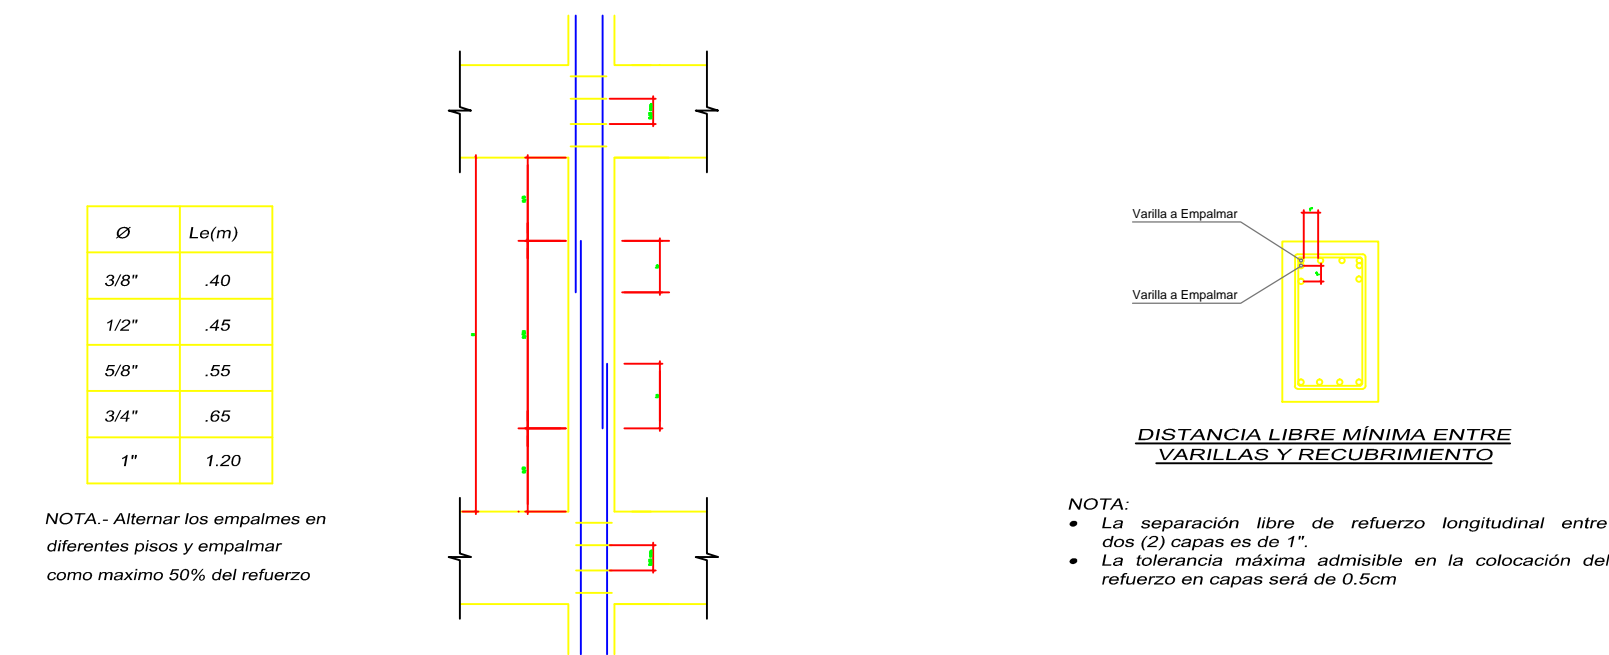 Ø Le(m)
3/8" .40
1/2" .45
5/8" .55
3/4" .65
1" 1.20
NOTA.- Alternar los empalmes en
diferentes pisos y empalmar
como maximo 50% del refuerzo
Varilla a Empalmar
Varilla a Empalmar
DISTANCIA LIBRE MÍNIMA ENTRE
VARILLAS Y RECUBRIMIENTO
NOTA:
● La separación libre de refuerzo longitudinal entre
dos (2) capas es de 1".
● La tolerancia máxima admisible en la colocación del
refuerzo en capas será de 0.5cm